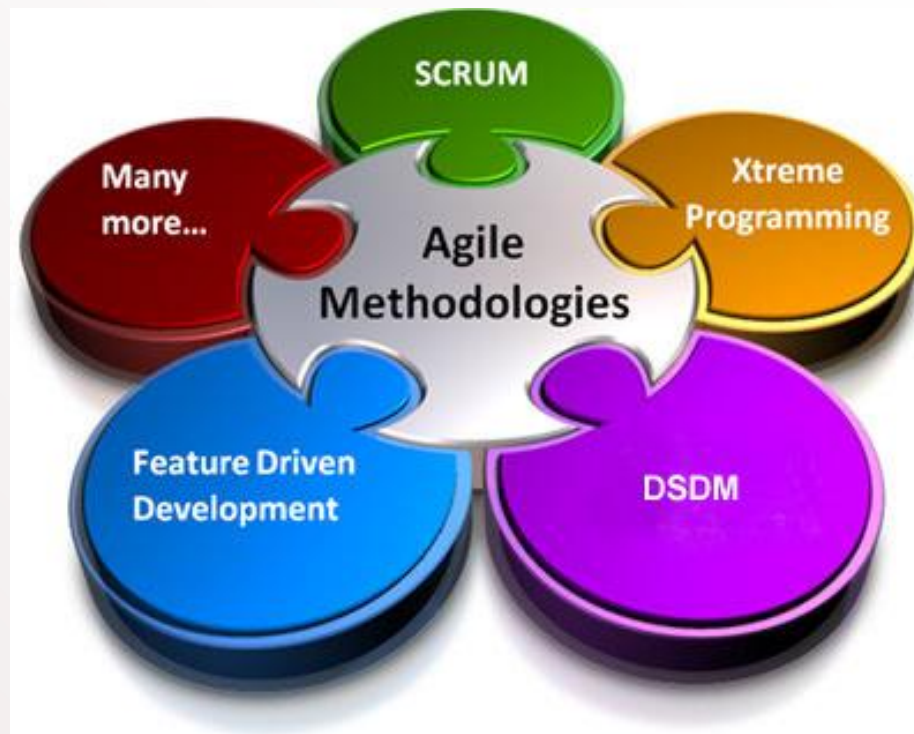 SCRUM
Many
more...
Xtreme
Programming
Agile
Methodologies
Feature Driven
Development
DSDM